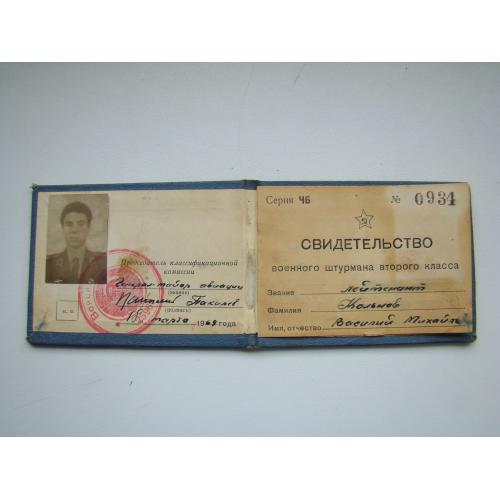 Председатель классификационной
комиссии
Генерал-майор авиации
(звание)
(подпись)
марта 1969 года
м. п.
Серия ЧБ № 0934
СВИДЕТЕЛЬСТВО
военного штурмана второго класса
Звание лейтенант
Фамилия
Имя, отчество Василий Михайл